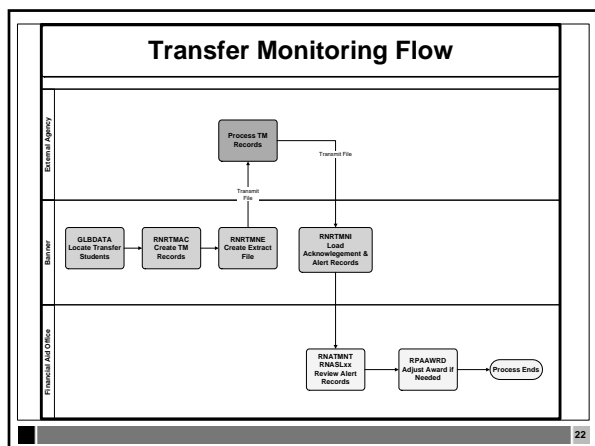 Transfer Monitoring Flow
External Agency
Process TM
Records
Transmit File
Transmit
File
Banner
GLBDATA
Locate Transfer
Students
RNRTMAC
Create TM
Records
RNRTMNE
Create Extract
File
RNRTMNI
Load
Acknowlegement &
Alert Records
Financial Aid Office
RNATMNT
RNASLxx
Review Alert
Records
RPAAWRD
Adjust Award if
Needed
Process Ends
22